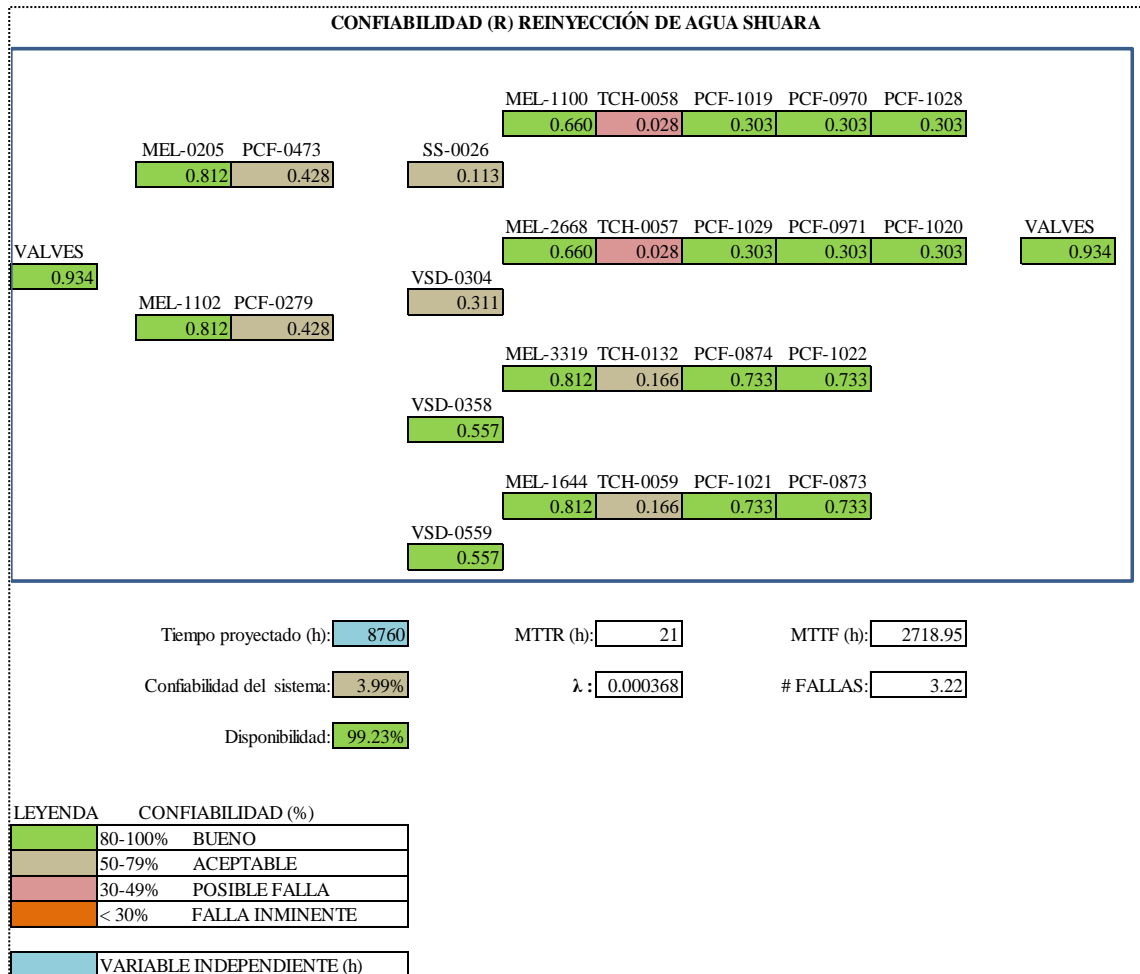 CONFIABILIDAD (R) REINYECCIÓN DE AGUA SHUARA
MEL-1100 TCH-0058 PCF-1019 PCF-0970 PCF-1028
0.660 0.028 0.303 0.303 0.303
MEL-0205 PCF-0473 SS-0026
0.812 0.428 0.113
MEL-2668 TCH-0057 PCF-1029 PCF-0971 PCF-1020 VALVES
VALVES 0.660 0.028 0.303 0.303 0.303 0.934
0.934 VSD-0304
MEL-1102 PCF-0279 0.311
0.812 0.428
MEL-3319 TCH-0132 PCF-0874 PCF-1022
0.812 0.166 0.733 0.733
VSD-0358
0.557
MEL-1644 TCH-0059 PCF-1021 PCF-0873
0.812 0.166 0.733 0.733
VSD-0559
0.557
Tiempo proyectado (h): 8760 MTTR (h): 21 MTTF (h): 2718.95
Confiabilidad del sistema: 3.99% λ : 0.000368 # FALLAS: 3.22
Disponibilidad: 99.23%
LEYENDA CONFIABILIDAD (%)
80-100% BUENO
50-79% ACEPTABLE
30-49% POSIBLE FALLA
< 30% FALLA INMINENTE
VARIABLE INDEPENDIENTE (h)